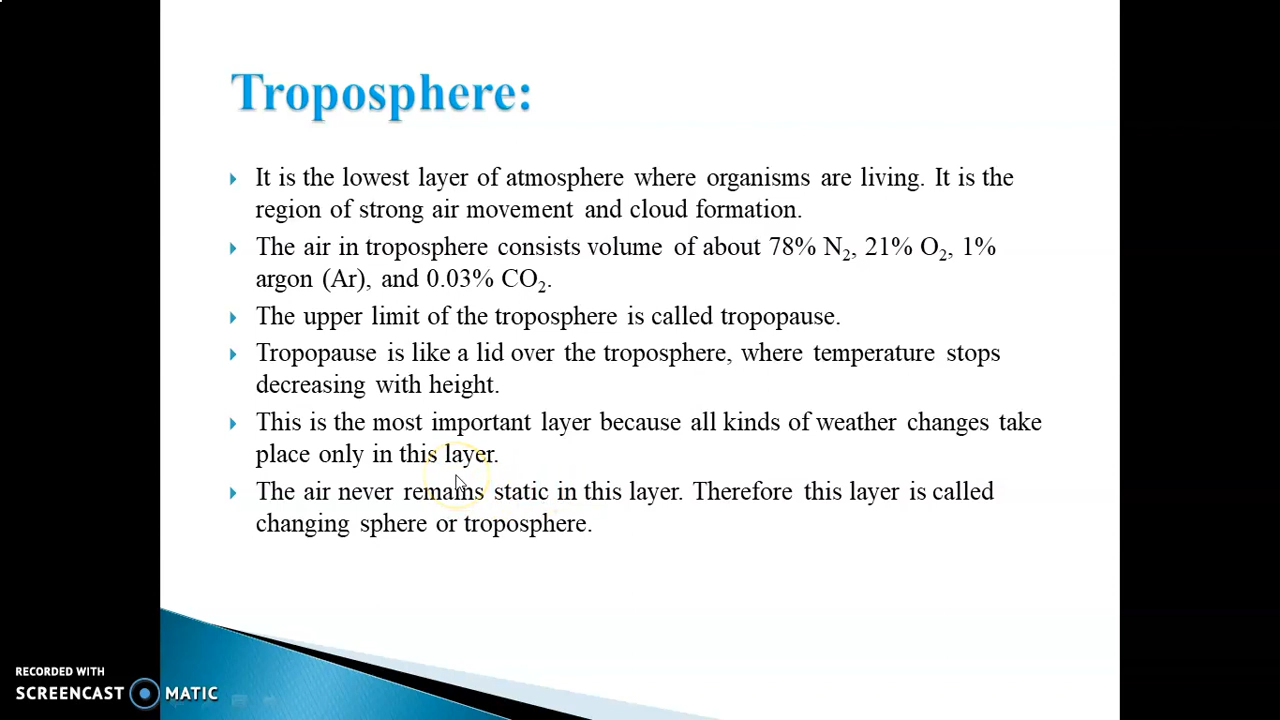 Troposphere:
It is the lowest layer of atmosphere where organisms are living. It is the
region of strong air movement and cloud formation.
The air in troposphere consists volume of about 78% N₂, 21% O₂, 1%
argon (Ar), and 0.03% CO₂.
The upper limit of the troposphere is called tropopause.
Tropopause is like a lid over the troposphere, where temperature stops
decreasing with height.
This is the most important layer because all kinds of weather changes take
place only in this layer.
The air never remains static in this layer. Therefore this layer is called
changing sphere or troposphere.
RECORDED WITH
SCREENCAST MATIC